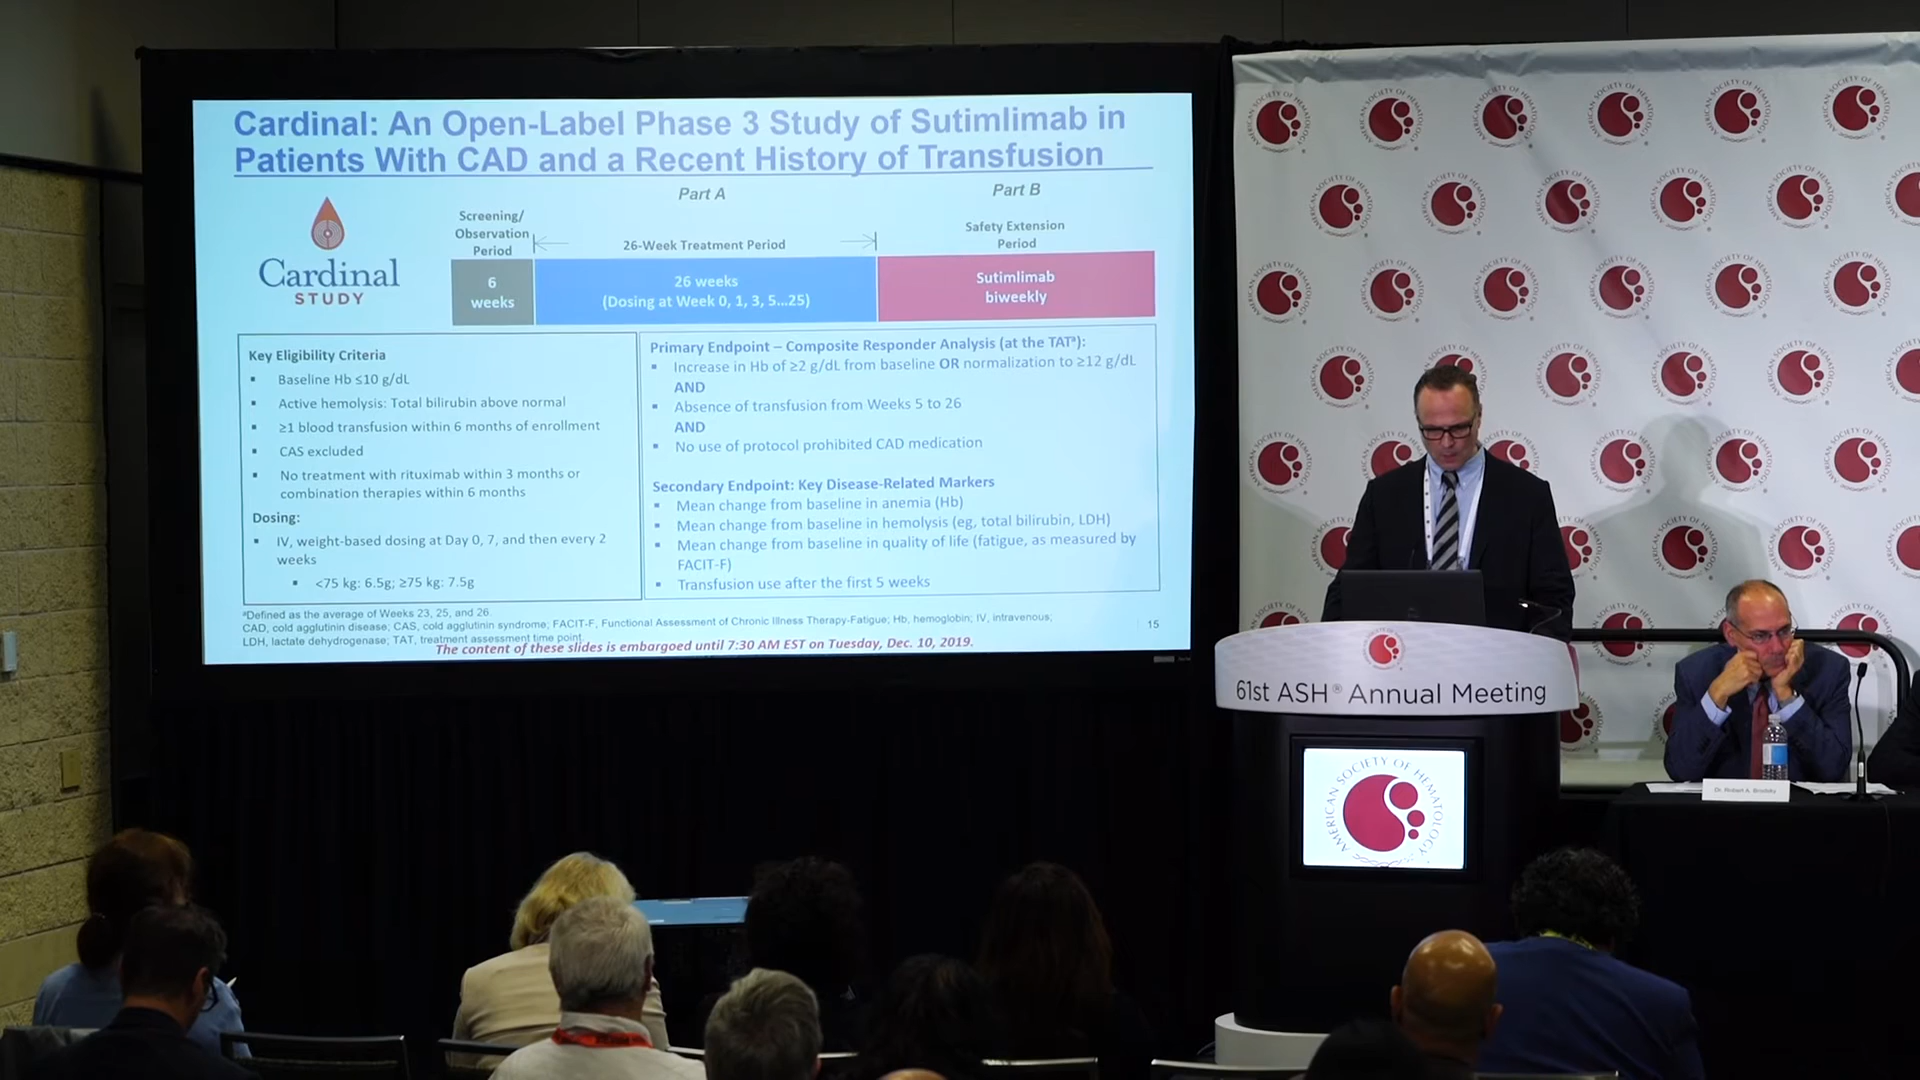 Cardinal: An Open-Label Phase 3 Study of Sutimlimab in
Patients With CAD and a Recent History of Transfusion
Part A
Part B
Screening/
Observation
Period
26-Week Treatment Period
Safety Extension
Period
Cardinal
STUDY
6
weeks
26 weeks
(Dosing at Week 0, 1, 3, 5...25)
Sutimlimab
biweekly
Key Eligibility Criteria
▪ Baseline Hb ≤10 g/dL
▪ Active hemolysis: Total bilirubin above normal
▪ ≥1 blood transfusion within 6 months of enrollment
▪ CAS excluded
▪ No treatment with rituximab within 3 months or
combination therapies within 6 months
Dosing:
▪ IV, weight-based dosing at Day 0, 7, and then every 2
weeks
▪ <75 kg: 6.5g; ≥75 kg: 7.5g
Primary Endpoint – Composite Responder Analysis (at the TATᵃ):
▪ Increase in Hb of ≥2 g/dL from baseline OR normalization to ≥12 g/dL
AND
▪ Absence of transfusion from Weeks 5 to 26
AND
▪ No use of protocol prohibited CAD medication
Secondary Endpoint: Key Disease-Related Markers
▪ Mean change from baseline in anemia (Hb)
▪ Mean change from baseline in hemolysis (eg, total bilirubin, LDH)
▪ Mean change from baseline in quality of life (fatigue, as measured by
FACIT-F)
▪ Transfusion use after the first 5 weeks
ᵃDefined as the average of Weeks 23, 25, and 26.
CAD, cold agglutinin disease; CAS, cold agglutinin syndrome; FACIT-F, Functional Assessment of Chronic Illness Therapy-Fatigue; Hb, hemoglobin; IV, intravenous;
LDH, lactate dehydrogenase; TAT, treatment assessment time point.
15
The content of these slides is embargoed until 7:30 AM EST on Tuesday, Dec. 10, 2019.
61st ASH® Annual Meeting
AMERICAN SOCIETY OF HEMATOLOGY
Dr. Robert A. Brodsky